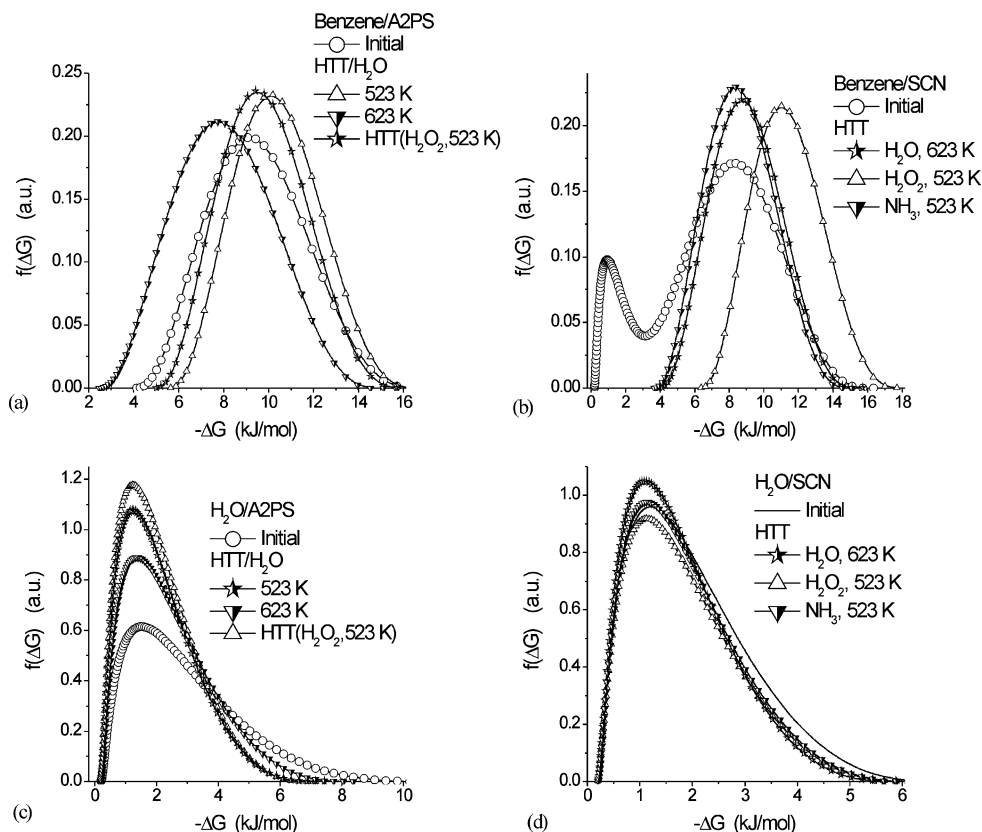 Benzene/A2PS
Initial
HTT/H₂O
523 K
623 K
HTT(H₂O₂,523 K)
0.25
0.20
0.15
0.10
0.05
0.00
f(ΔG) (a.u.)
2 4 6 8 10 12 14 16
-ΔG (kJ/mol)
(a)
Benzene/SCN
Initial
HTT
H₂O, 623 K
H₂O₂, 523 K
NH₃, 523 K
0.20
0.15
0.10
0.05
0.00
f(ΔG) (a.u.)
0 2 4 6 8 10 12 14 16 18
-ΔG (kJ/mol)
(b)
H₂O/A2PS
Initial
HTT/H₂O
523 K
623 K
HTT(H₂O₂,523 K)
1.2
1.0
0.8
0.6
0.4
0.2
0.0
f(ΔG) (a.u.)
0 2 4 6 8 10
-ΔG (kJ/mol)
(c)
H₂O/SCN
Initial
HTT
H₂O, 623 K
H₂O₂, 523 K
NH₃, 523 K
1.0
0.8
0.6
0.4
0.2
0.0
f(ΔG) (a.u.)
0 1 2 3 4 5 6
-ΔG (kJ/mol)
(d)